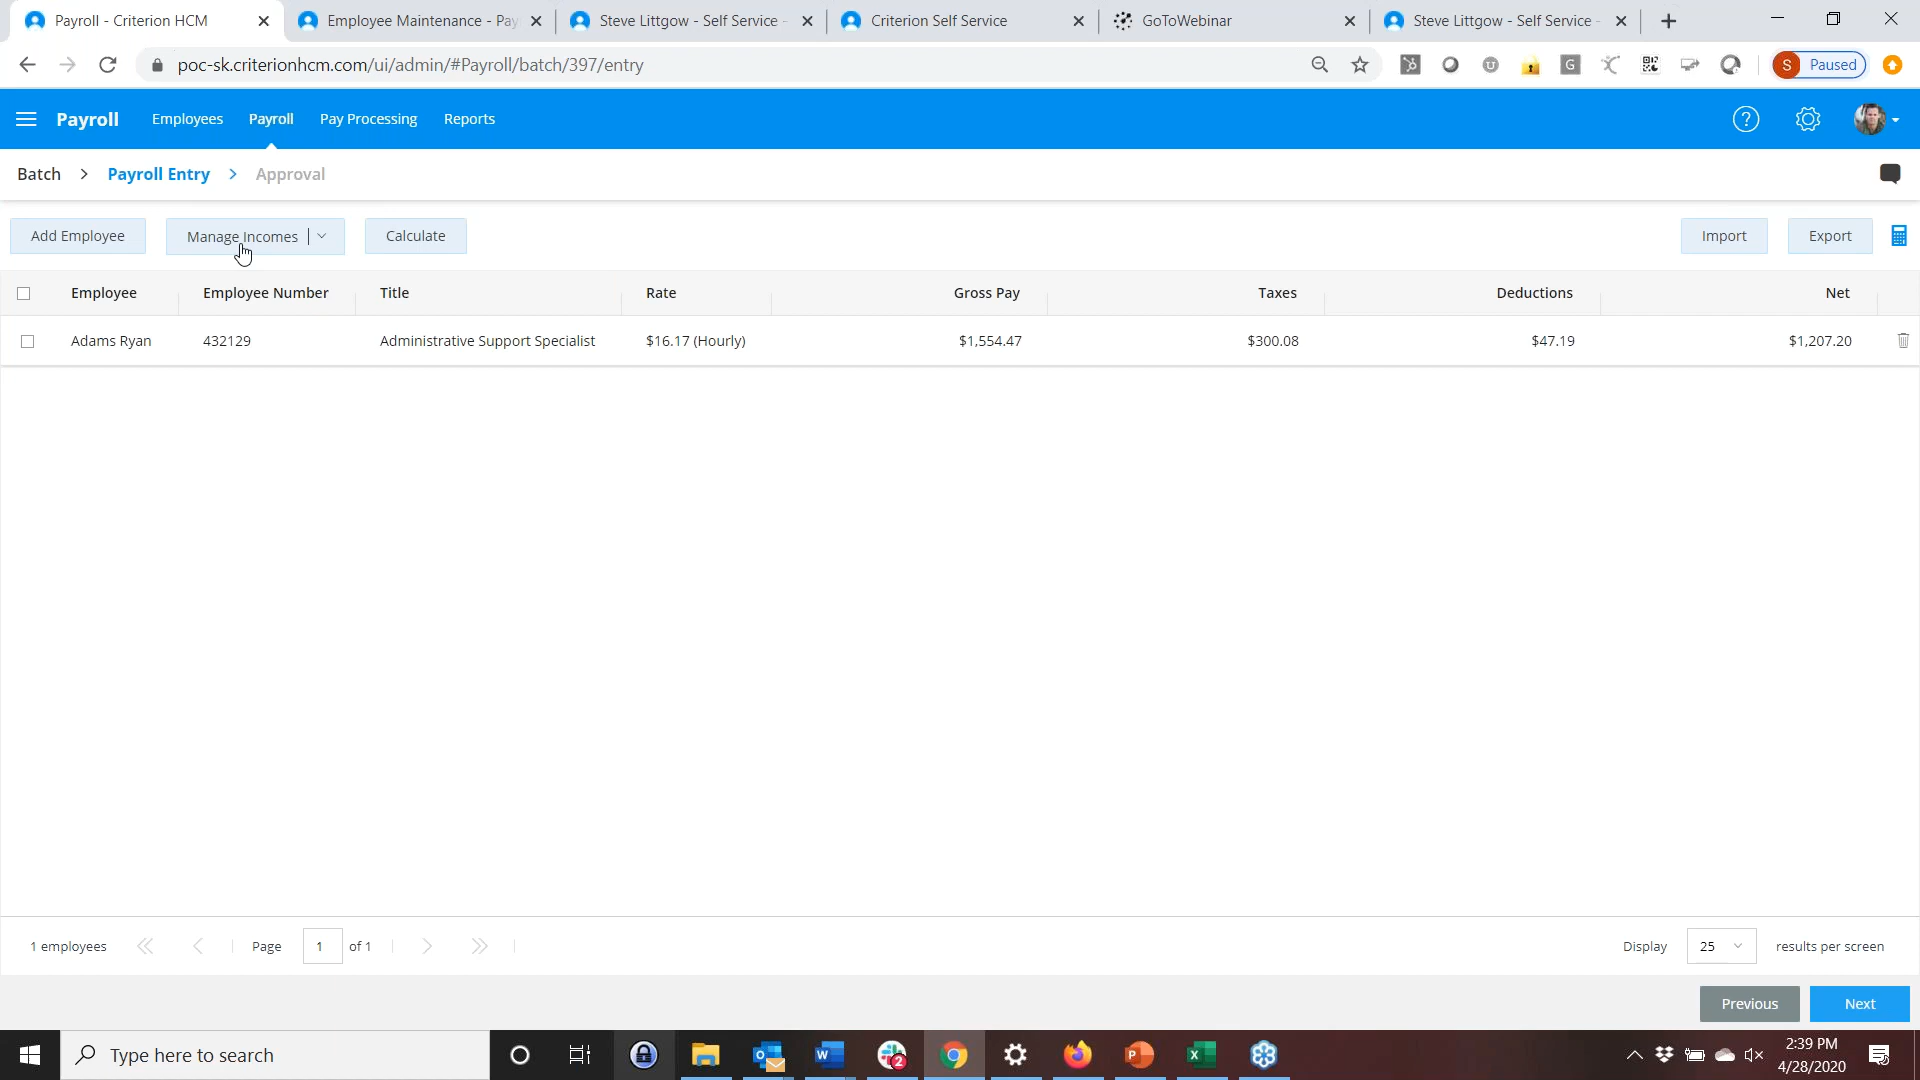 Payroll - Criterion HCM
Employee Maintenance - Pay
Steve Littgow - Self Service -
Criterion Self Service
GoToWebinar
Steve Littgow - Self Service -
poc-sk.criterionhcm.com/ui/admin/#Payroll/batch/397/entry
S Paused
Payroll Employees Payroll Pay Processing Reports
Batch > Payroll Entry > Approval
Add Employee Manage Incomes Calculate Import Export
Employee Employee Number Title Rate Gross Pay Taxes Deductions Net
Adams Ryan 432129 Administrative Support Specialist $16.17 (Hourly) $1,554.47 $300.08 $47.19 $1,207.20
1 employees Page 1 of 1 Display 25 results per screen
Previous Next
Type here to search
2:39 PM
4/28/2020